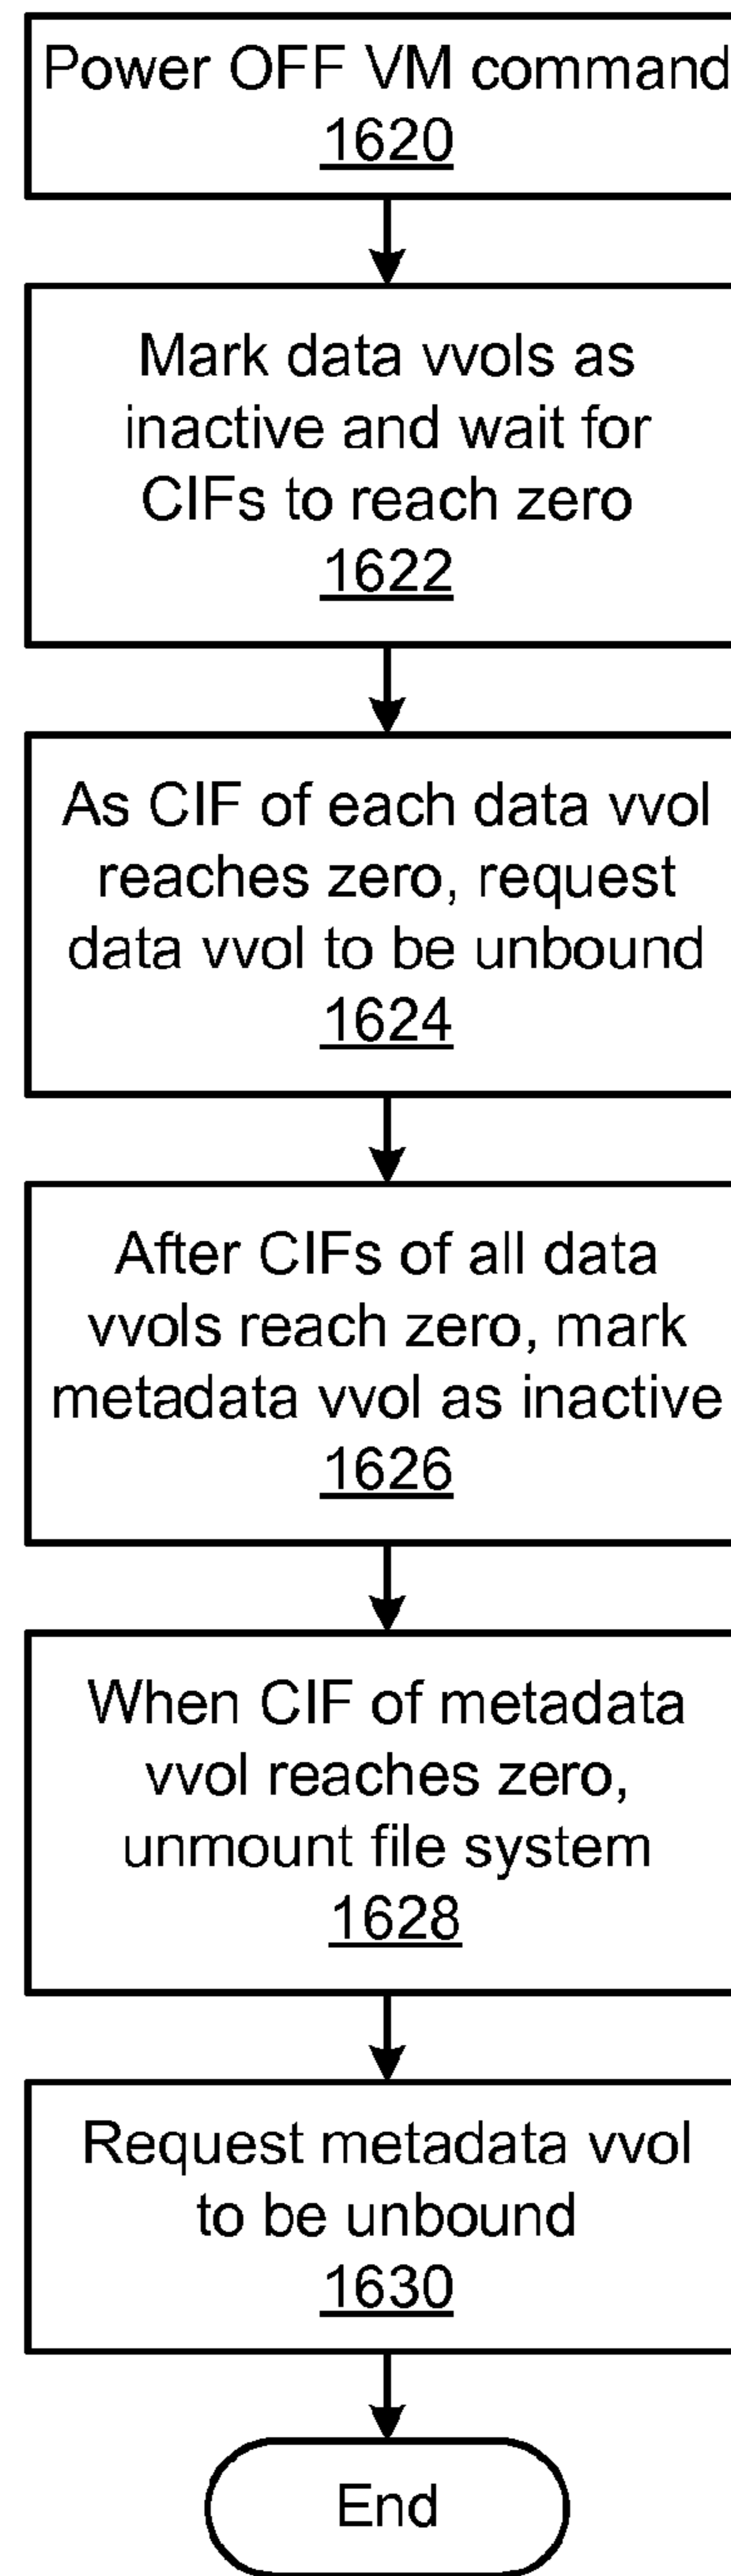 Power OFF VM command
1620
Mark data vvols as
inactive and wait for
CIFs to reach zero
1622
As CIF of each data vvol
reaches zero, request
data vvol to be unbound
1624
After CIFs of all data
vvols reach zero, mark
metadata vvol as inactive
1626
When CIF of metadata
vvol reaches zero,
unmount file system
1628
Request metadata vvol
to be unbound
1630
End